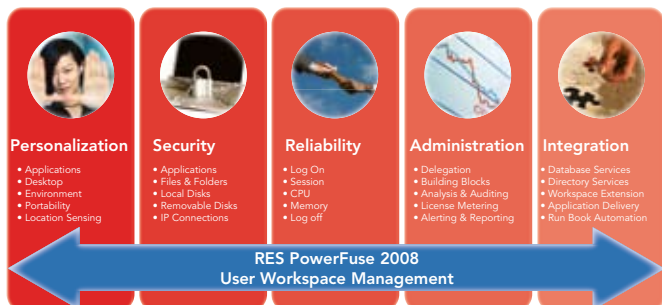 Personalization
• Applications
• Desktop
• Environment
• Portability
• Location Sensing
Security
• Applications
• Files & Folders
• Local Disks
• Removable Disks
• IP Connections
Reliability
• Log On
• Session
• CPU
• Memory
• Log off
Administration
• Delegation
• Building Blocks
• Analysis & Auditing
• License Metering
• Alerting & Reporting
Integration
• Database Services
• Directory Services
• Workspace Extension
• Application Delivery
• Run Book Automation
RES PowerFuse 2008
User Workspace Management